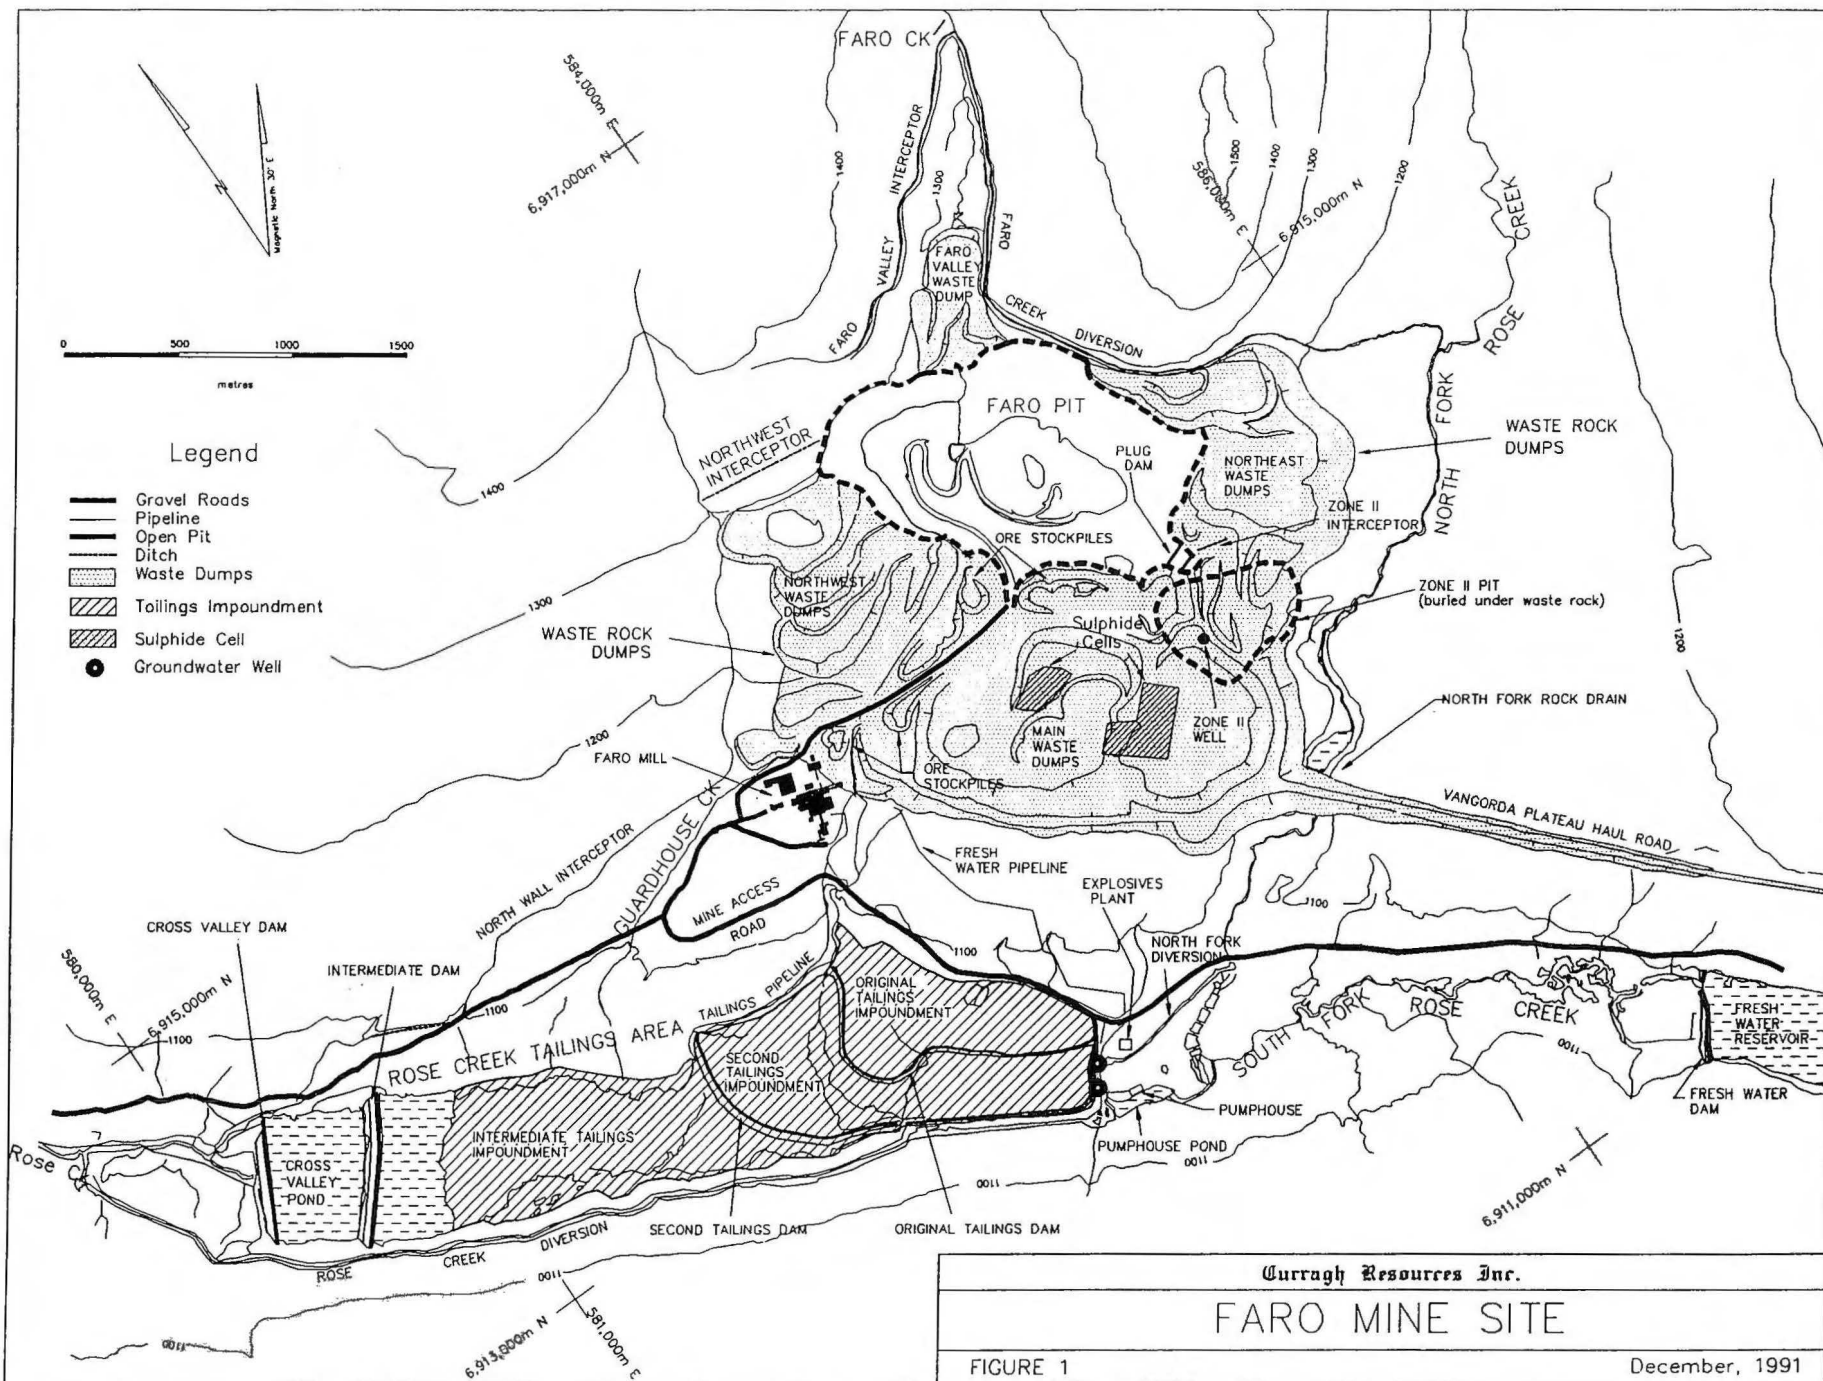 FARO CK
584,000m E
6,917,000m N
N
Magnetic North 30' 3
1400
INTERCEPTOR
VALLEY
FARO
1300
FARO
VALLEY
WASTE
DUMP
FARO
CREEK
DIVERSION
586,000m E
6,915,000m N
1500
1400
1300
1200
CREEK
ROSE
FORK
NORTH
0 500 1000 1500
metres
Legend
Gravel Roads
Pipeline
Open Pit
Ditch
Waste Dumps
Toilings Impoundment
Sulphide Cell
Groundwater Well
NORTHWEST
INTERCEPTOR
FARO PIT
PLUG
DAM
NORTHEAST
WASTE
DUMPS
WASTE ROCK
DUMPS
ZONE II
INTERCEPTOR
ORE STOCKPILES
1400
1300
1200
NORTHWEST
WASTE
DUMPS
WASTE ROCK
DUMPS
Sulphide
Cells
ZONE II PIT
(buried under waste rock)
1200
NORTH FORK ROCK DRAIN
ZONE II
WELL
MAIN
WASTE
DUMPS
FARO MILL
ORE
STOCKPILES
VANGORDA PLATEAU HAUL ROAD
GUARDHOUSE CK
NORTH WALL INTERCEPTOR
FRESH
WATER PIPELINE
EXPLOSIVES
PLANT
MINE ACCESS
ROAD
1100
1100
NORTH FORK
DIVERSION
CROSS VALLEY DAM
INTERMEDIATE DAM
580,000m E
6,915,000m N
1100
1100
ROSE CREEK TAILINGS AREA
TAILINGS PIPELINE
ORIGINAL
TAILINGS
IMPOUNDMENT
SECOND
TAILINGS
IMPOUNDMENT
SOUTH FORK ROSE CREEK
1100
FRESH
WATER
RESERVOIR
FRESH WATER
DAM
PUMPHOUSE
PUMPHOUSE POND
1100
Rose
CROSS
VALLEY
POND
INTERMEDIATE TAILINGS
IMPOUNDMENT
1100
SECOND TAILINGS DAM
ORIGINAL TAILINGS DAM
ROSE CREEK DIVERSION
1100
1100
6,913,000m N
581,000m E
6,911,000m N
Curragh Resources Inc.
FARO MINE SITE
FIGURE 1
December, 1991